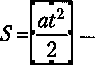 S = at²/2 —